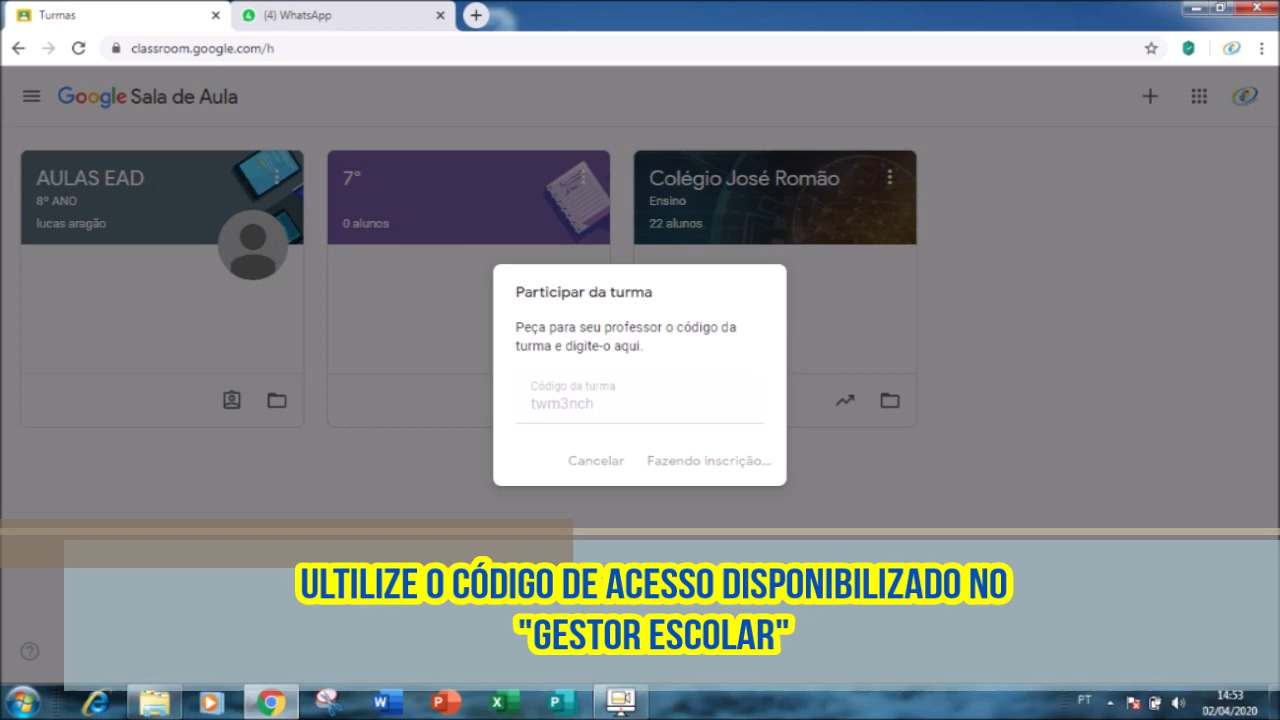 Turmas
(4) WhatsApp
classroom.google.com/h
Google Sala de Aula
AULAS EAD
8º ANO
lucas aragão
7°
0 alunos
Colégio José Romão
Ensino
22 alunos
Participar da turma
Peça para seu professor o código da
turma e digite-o aqui.
Código da turma
twm3nch
Cancelar
Fazendo inscrição...
ULTILIZE O CÓDIGO DE ACESSO DISPONIBILIZADO NO
"GESTOR ESCOLAR"
PT
14:53
02/04/2020